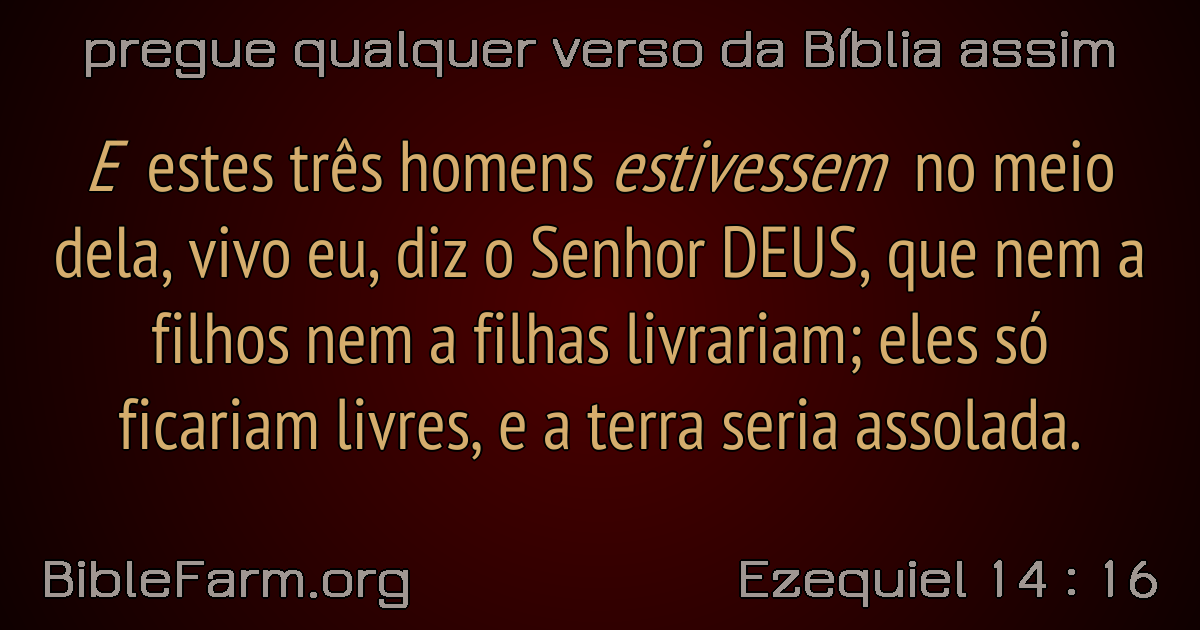 pregue qualquer verso da Bíblia assim
E estes três homens estivessem no meio
dela, vivo eu, diz o Senhor DEUS, que nem a
filhos nem a filhas livrariam; eles só
ficariam livres, e a terra seria assolada.
BibleFarm.org
Ezequiel 14 : 16